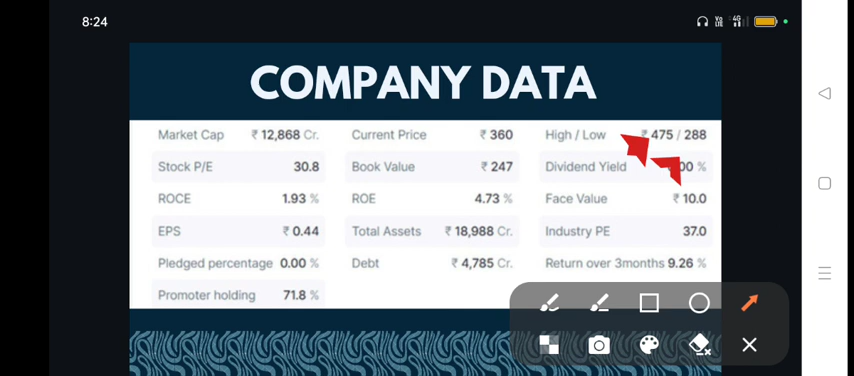 8:24
4G
COMPANY DATA
Market Cap ₹ 12,868 Cr. Current Price ₹ 360 High / Low ₹ 475 / 288
Stock P/E 30.8 Book Value ₹ 247 Dividend Yield 00 %
ROCE 1.93 % ROE 4.73 % Face Value ₹ 10.0
EPS ₹ 0.44 Total Assets ₹ 18,988 Cr. Industry PE 37.0
Pledged percentage 0.00 % Debt ₹ 4,785 Cr. Return over 3months 9.26 %
Promoter holding 71.8 %